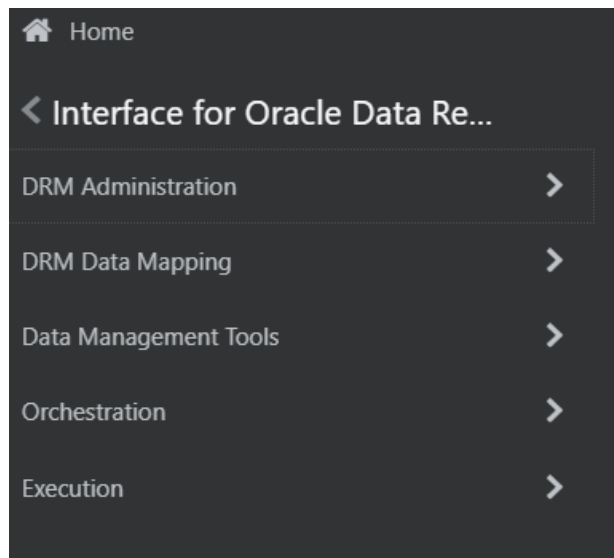 Home
Interface for Oracle Data Re...
DRM Administration
DRM Data Mapping
Data Management Tools
Orchestration
Execution